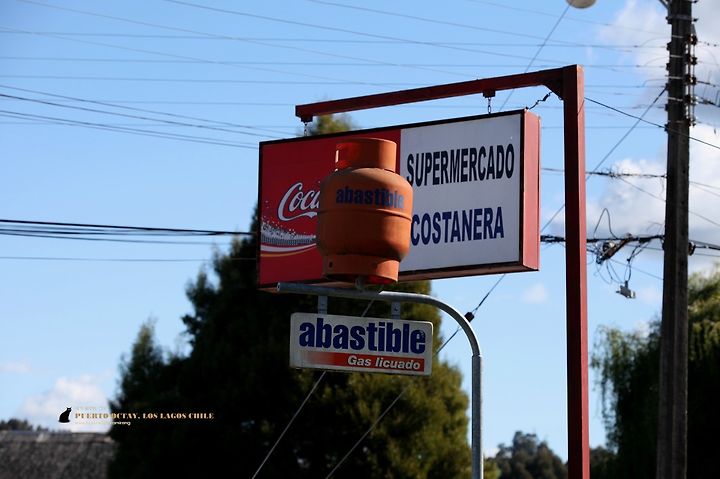 Coca
SUPERMERCADO
COSTANERA
abastible
abastible
Gas licuado
PUERTO OCTAY, LOS LAGOS CHILE